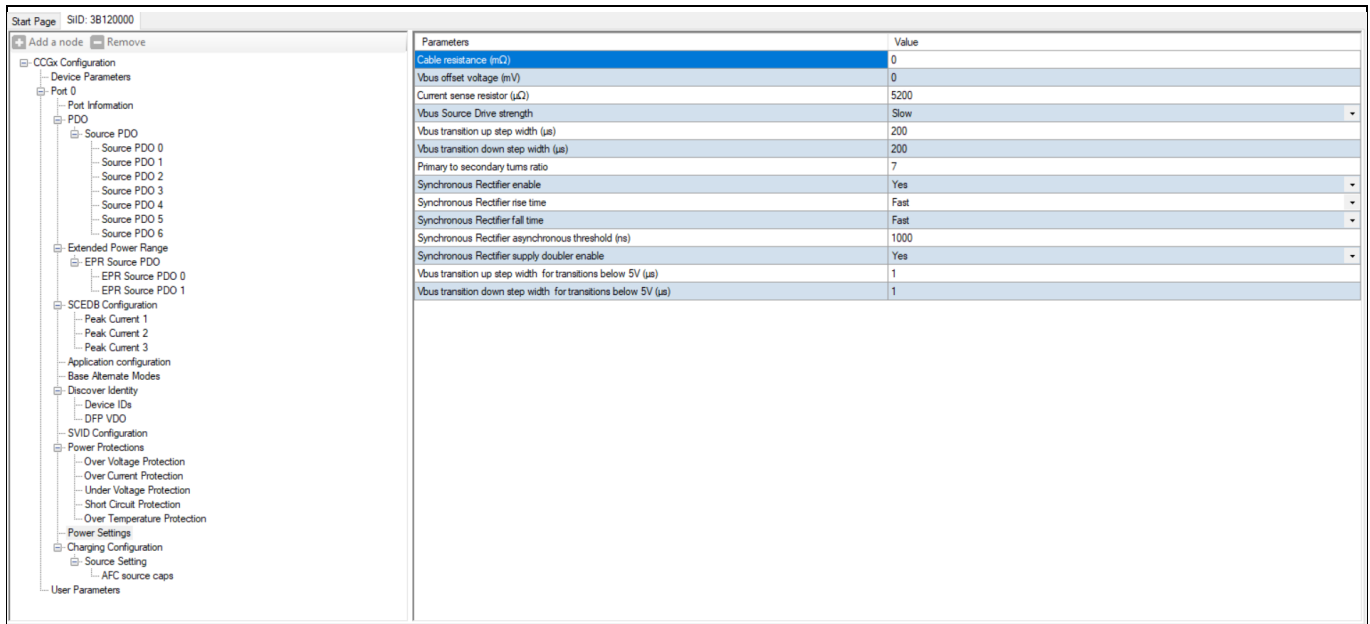 Start Page SIID: 3B120000
Add a node Remove
CCGx Configuration
Device Parameters
Port 0
Port Information
PDO
Source PDO
Source PDO 0
Source PDO 1
Source PDO 2
Source PDO 3
Source PDO 4
Source PDO 5
Source PDO 6
Extended Power Range
EPR Source PDO
EPR Source PDO 0
EPR Source PDO 1
SCEDB Configuration
Peak Current 1
Peak Current 2
Peak Current 3
Application configuration
Base Alternate Modes
Discover Identity
Device IDs
DFP VDO
SVID Configuration
Power Protections
Over Voltage Protection
Over Current Protection
Under Voltage Protection
Short Circuit Protection
Over Temperature Protection
Power Settings
Charging Configuration
Source Setting
AFC source caps
User Parameters
Parameters Value
Cable resistance (mΩ) 0
Vbus offset voltage (mV) 0
Current sense resistor (μΩ) 5200
Vbus Source Drive strength Slow
Vbus transition up step width (μs) 200
Vbus transition down step width (μs) 200
Primary to secondary turns ratio 7
Synchronous Rectifier enable Yes
Synchronous Rectifier rise time Fast
Synchronous Rectifier fall time Fast
Synchronous Rectifier asynchronous threshold (ns) 1000
Synchronous Rectifier supply doubler enable Yes
Vbus transition up step width for transitions below 5V (μs) 1
Vbus transition down step width for transitions below 5V (μs) 1